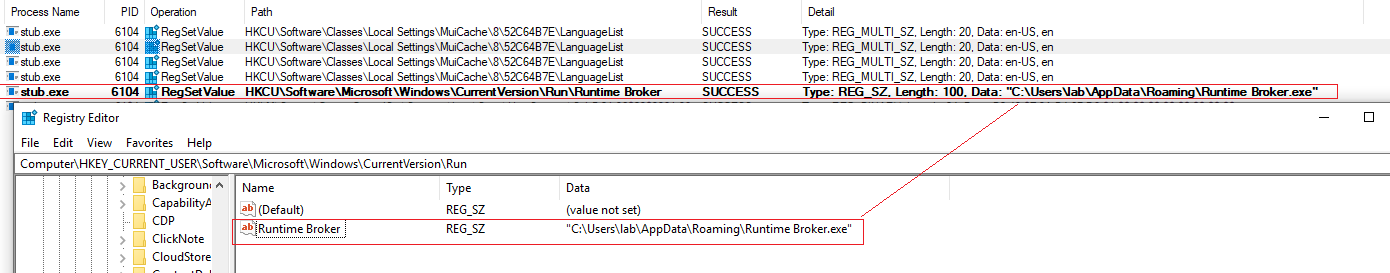 Process Name PID Operation Path Result Detail
stub.exe 6104 RegSetValue HKCU\Software\Classes\Local Settings\MuiCache\8\52C64B7E\LanguageList SUCCESS Type: REG_MULTI_SZ, Length: 20, Data: en-US, en
stub.exe 6104 RegSetValue HKCU\Software\Classes\Local Settings\MuiCache\8\52C64B7E\LanguageList SUCCESS Type: REG_MULTI_SZ, Length: 20, Data: en-US, en
stub.exe 6104 RegSetValue HKCU\Software\Classes\Local Settings\MuiCache\8\52C64B7E\LanguageList SUCCESS Type: REG_MULTI_SZ, Length: 20, Data: en-US, en
stub.exe 6104 RegSetValue HKCU\Software\Classes\Local Settings\MuiCache\8\52C64B7E\LanguageList SUCCESS Type: REG_MULTI_SZ, Length: 20, Data: en-US, en
stub.exe 6104 RegSetValue HKCU\Software\Microsoft\Windows\CurrentVersion\Run\Runtime Broker SUCCESS Type: REG_SZ, Length: 100, Data: "C:\Users\lab\AppData\Roaming\Runtime Broker.exe"
Registry Editor
File Edit View Favorites Help
Computer\HKEY_CURRENT_USER\Software\Microsoft\Windows\CurrentVersion\Run
Background
CapabilityA
CDP
ClickNote
CloudStore
Name Type Data
ab (Default) REG_SZ (value not set)
ab Runtime Broker REG_SZ "C:\Users\lab\AppData\Roaming\Runtime Broker.exe"